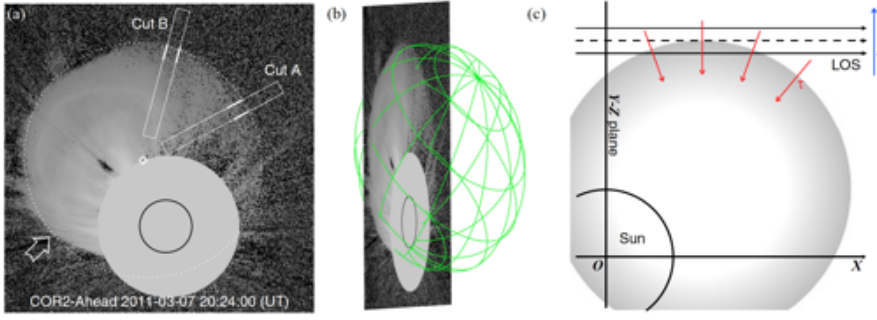 (a)
Cut B
Cut A
COR2-Ahead 2011-03-07 20:24:00 (UT)
(b)
(c)
LOS
τ
Y-Z plane
Sun
O
X